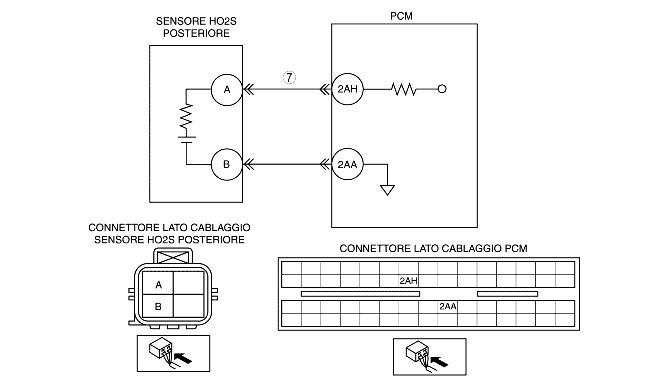 SENSORE HO2S
POSTERIORE
PCM
A
7
2AH
B
2AA
CONNETTORE LATO CABLAGGIO
SENSORE HO2S POSTERIORE
A
B
CONNETTORE LATO CABLAGGIO PCM
2AH
2AA